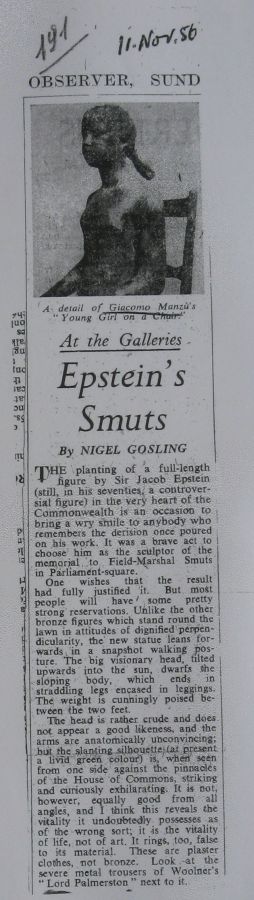 191
11.Nov.56
OBSERVER, SUND
A detail of Giacomo Manzù's
"Young Girl on a Chair."
At the Galleries
Epstein's
Smuts
By NIGEL GOSLING
THE planting of a full-length
figure by Sir Jacob Epstein
(still, in his seventies, a controver-
sial figure) in the very heart of the
Commonwealth is an occasion to
bring a wry smile to anybody who
remembers the derision once poured
on his work. It was a brave act to
choose him as the sculptor of the
memorial to Field-Marshal Smuts
in Parliament-square.
One wishes that the result
had fully justified it. But most
people will have some pretty
strong reservations. Unlike the other
bronze figures which stand round the
lawn in attitudes of dignified perpen-
dicularity, the new statue leans for-
wards in a snapshot walking pos-
ture. The big visionary head, tilted
upwards into the sun, dwarfs the
sloping body, which ends in
straddling legs encased in leggings.
The weight is cunningly poised be-
tween the two feet.
The head is rather crude and does
not appear a good likeness, and the
arms are anatomically unconvincing;
but the slanting silhouette (at present
a livid green colour) is, when seen
from one side against the pinnacles
of the House of Commons, striking
and curiously exhilarating. It is not,
however, equally good from all
angles, and I think this reveals the
vitality it undoubtedly possesses as
of the wrong sort; it is the vitality
of life, not of art. It rings, too, false
to its material. These are plaster
clothes, not bronze. Look at the
severe metal trousers of Woolner's
"Lord Palmerston" next to it.